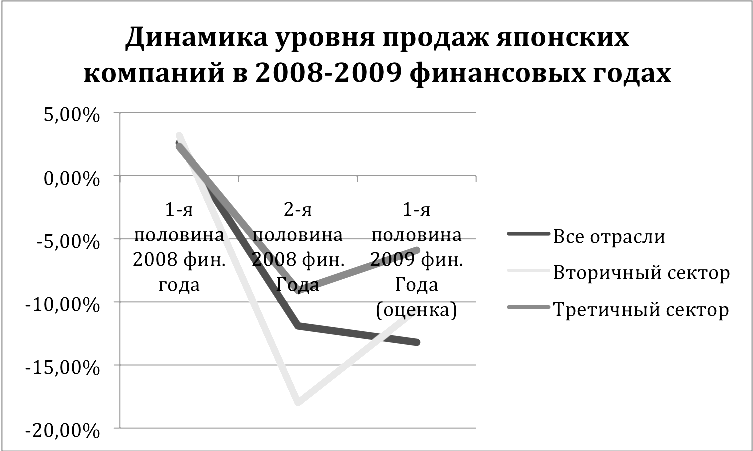 Динамика уровня продаж японских
компаний в 2008-2009 финансовых годах
5,00%
0,00%
-5,00%
-10,00%
-15,00%
-20,00%
1-я
половина
2008 фин.
года
2-я
половина
2008 фин.
Года
1-я
половина
2009 фин.
Года
(оценка)
Все отрасли
Вторичный сектор
Третичный сектор